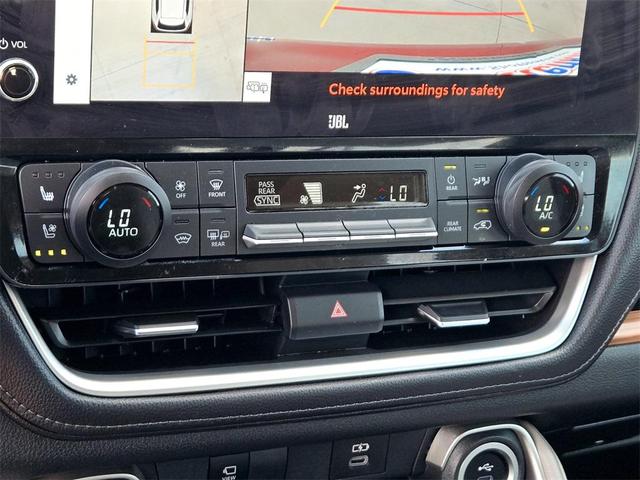 VOL
Check surroundings for safety
JBL
OFF
FRONT
REAR
LO
AUTO
PASS
REAR
SYNC
LO
REAR
REAR
CLIMATE
LO
A/C
VIEW